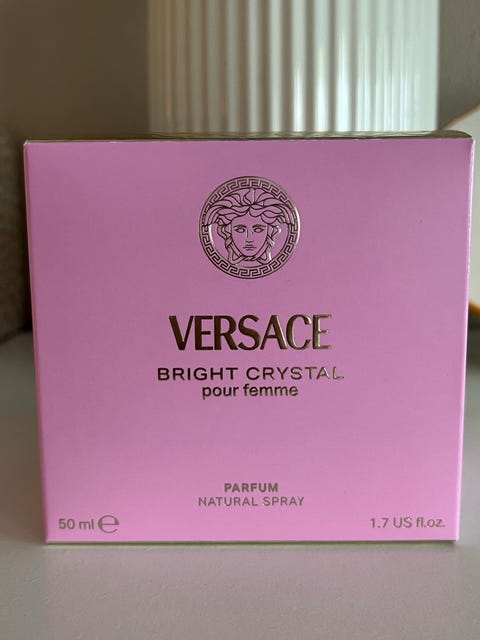 VERSACE
BRIGHT CRYSTAL
pour femme
PARFUM
NATURAL SPRAY
50 ml ℮ 1.7 US fl.oz.